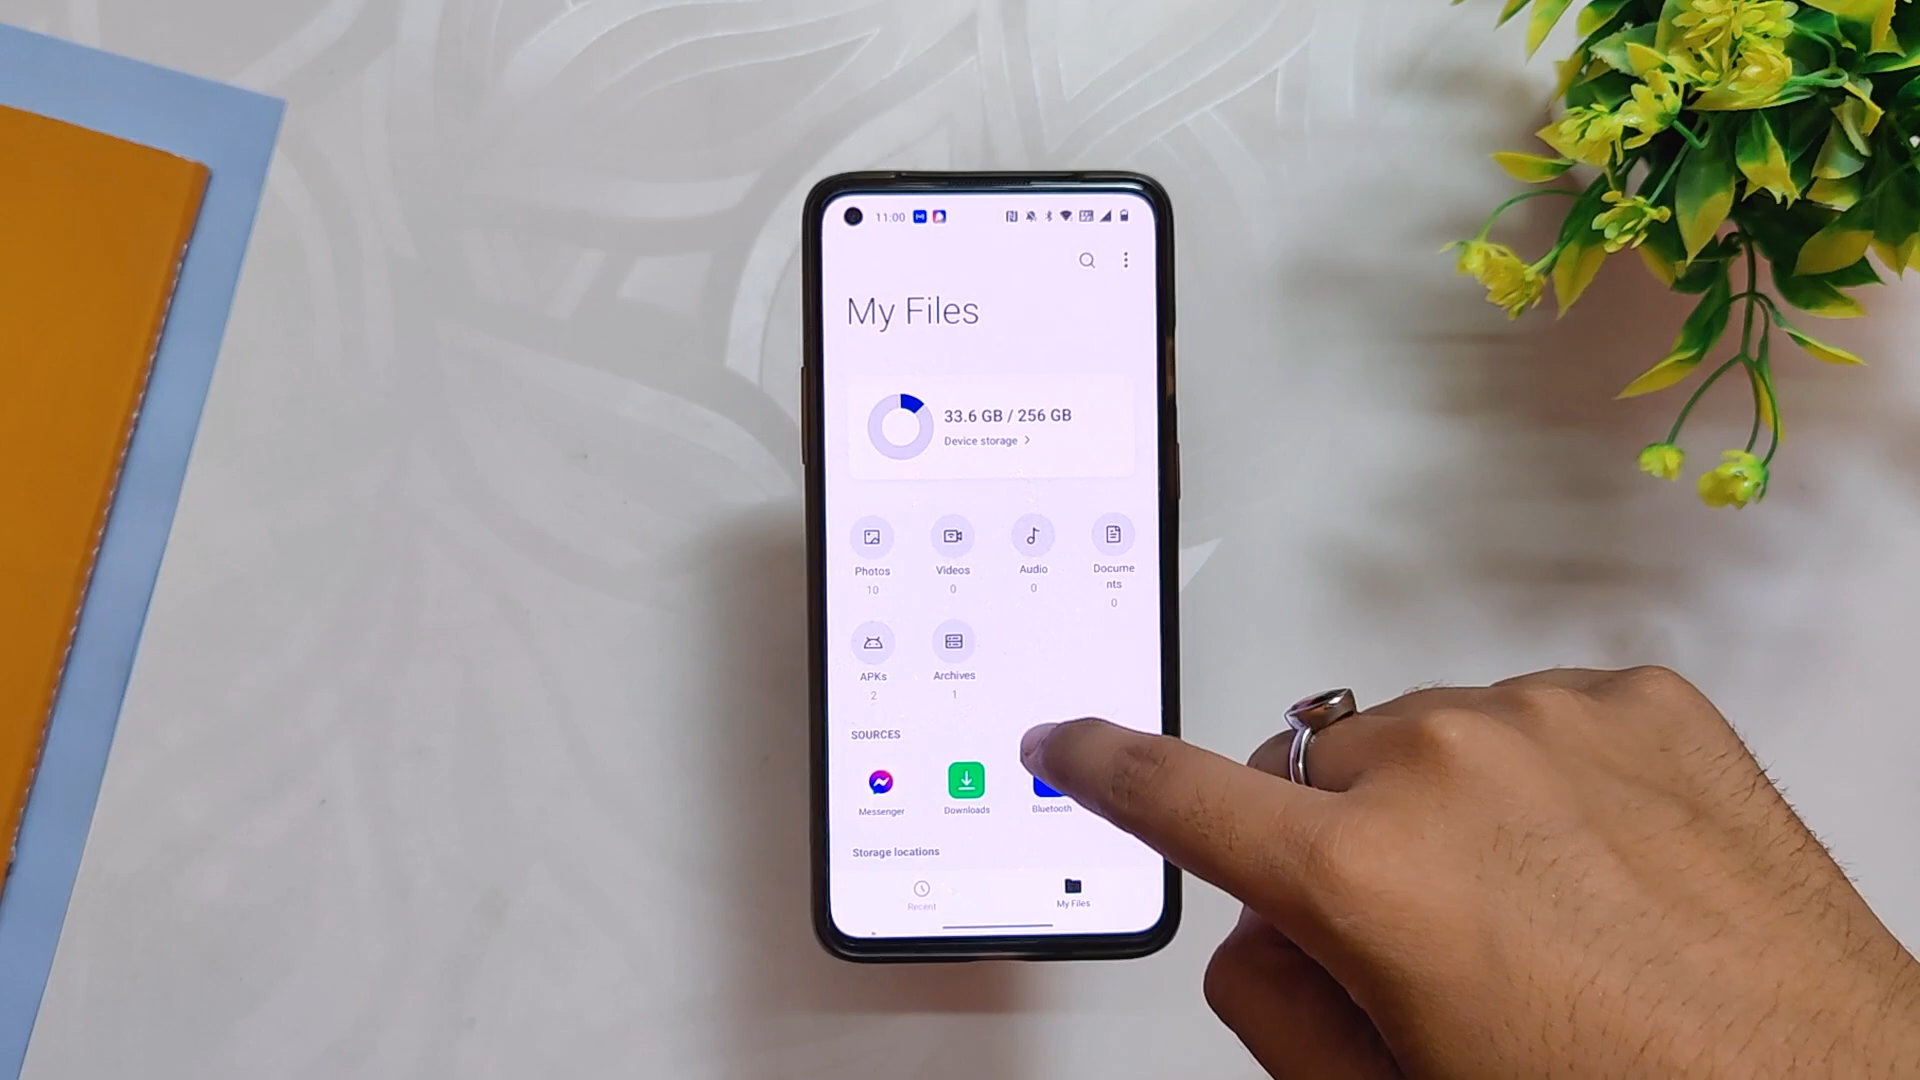 11:00
My Files
33.6 GB / 256 GB
Device storage >
Photos
10
Videos
0
Audio
0
Docume
nts
0
APKs
2
Archives
1
SOURCES
Messenger
Downloads
Bluetooth
Storage locations
Recent
My Files